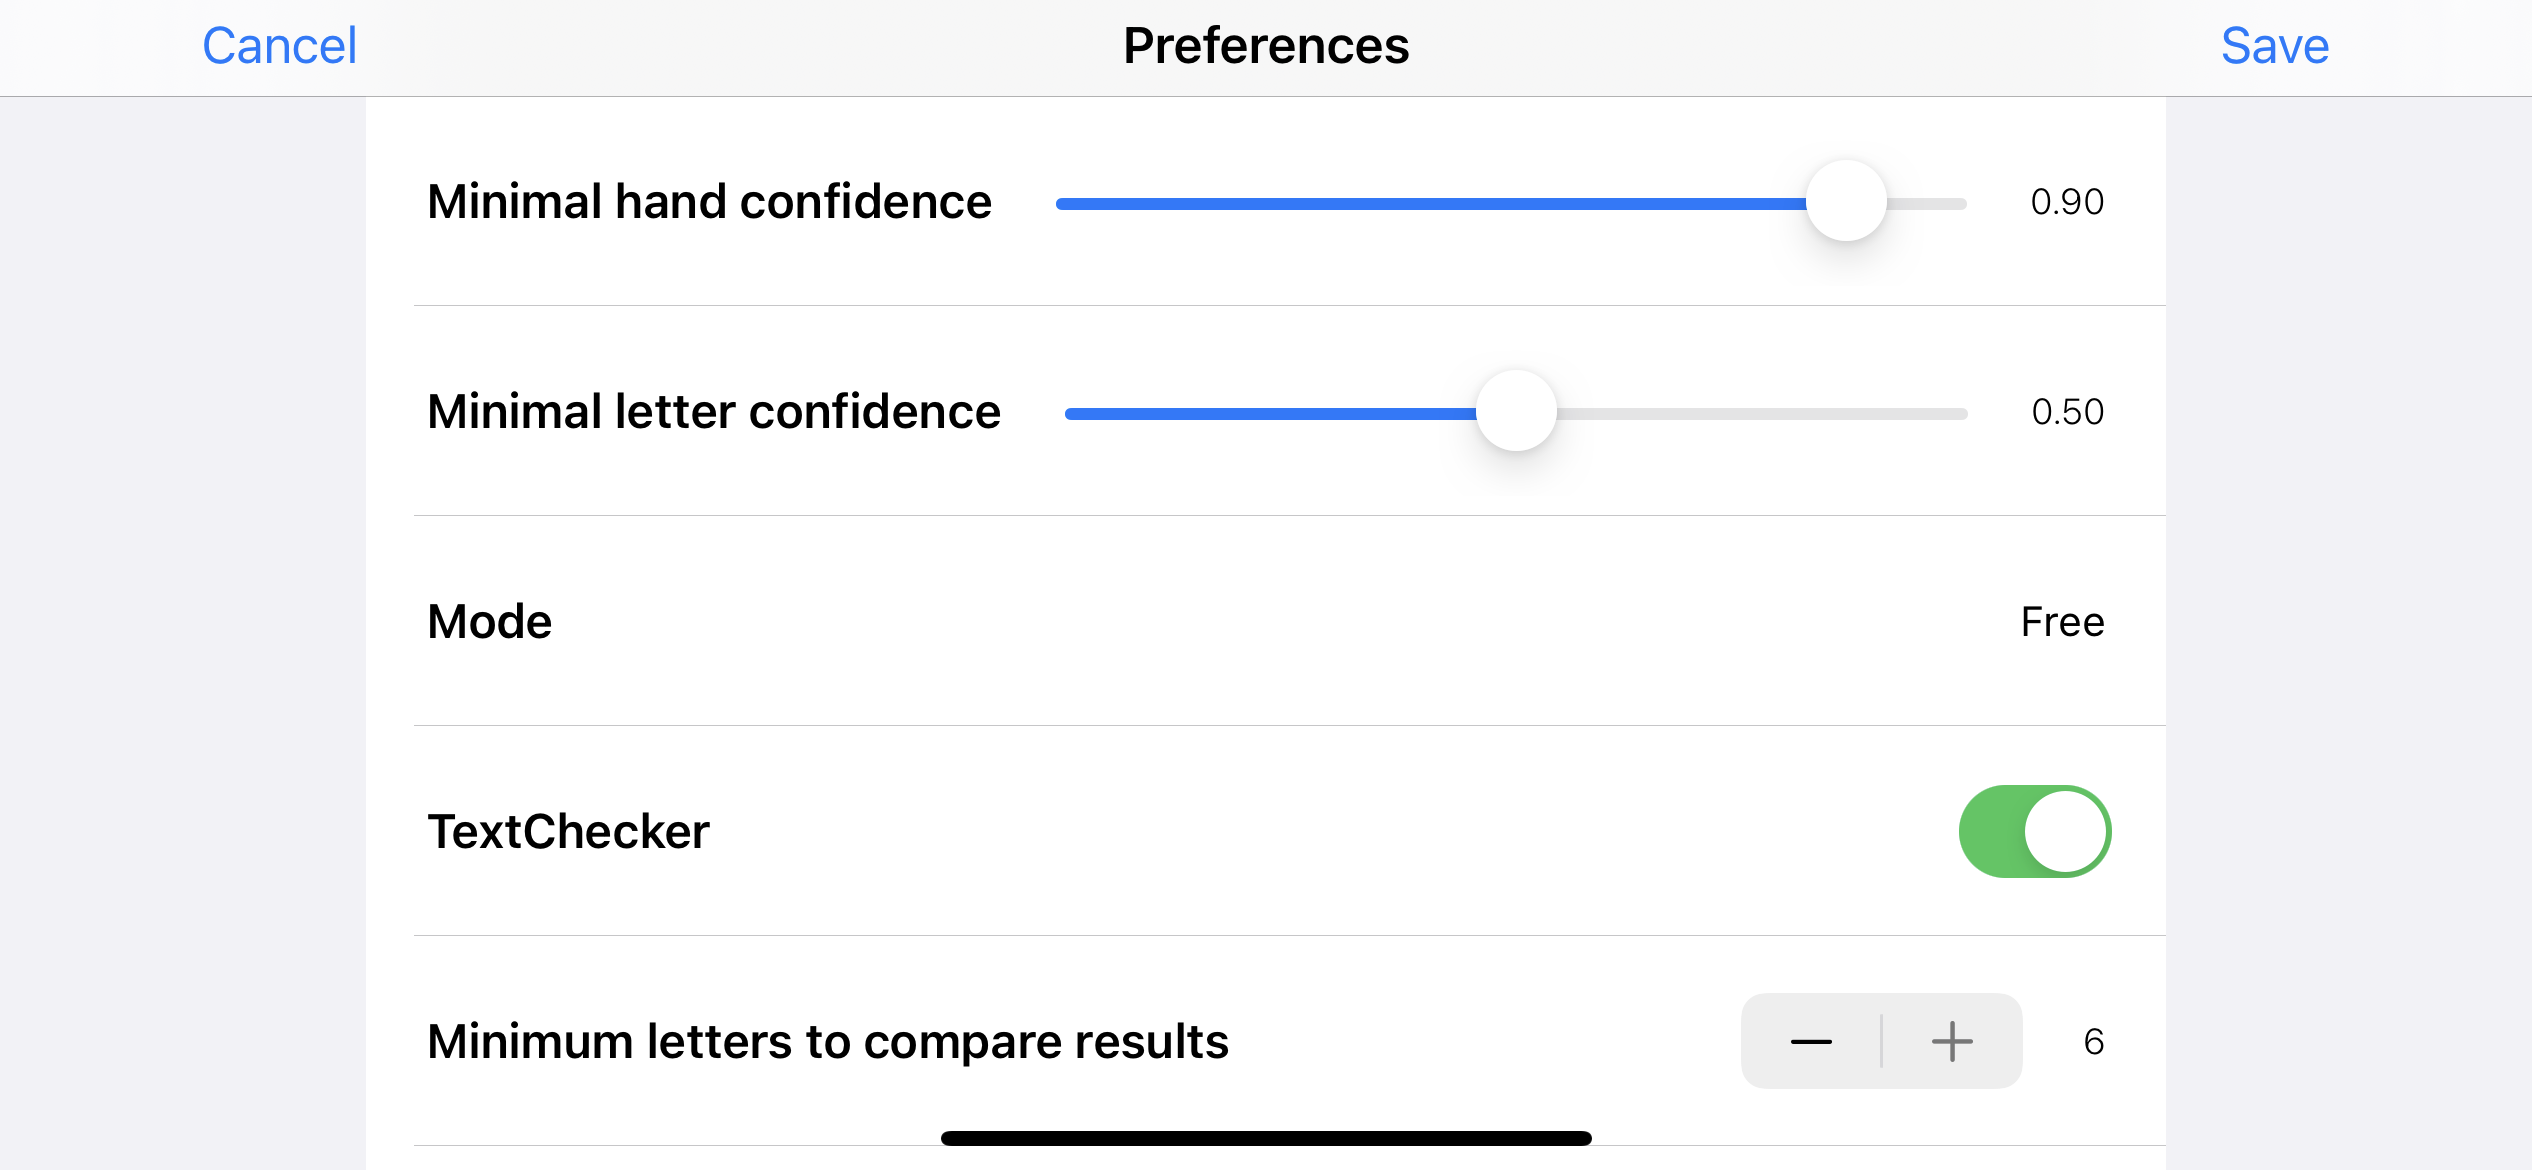 Cancel Preferences Save
Minimal hand confidence 0.90
Minimal letter confidence 0.50
Mode Free
TextChecker
Minimum letters to compare results 6